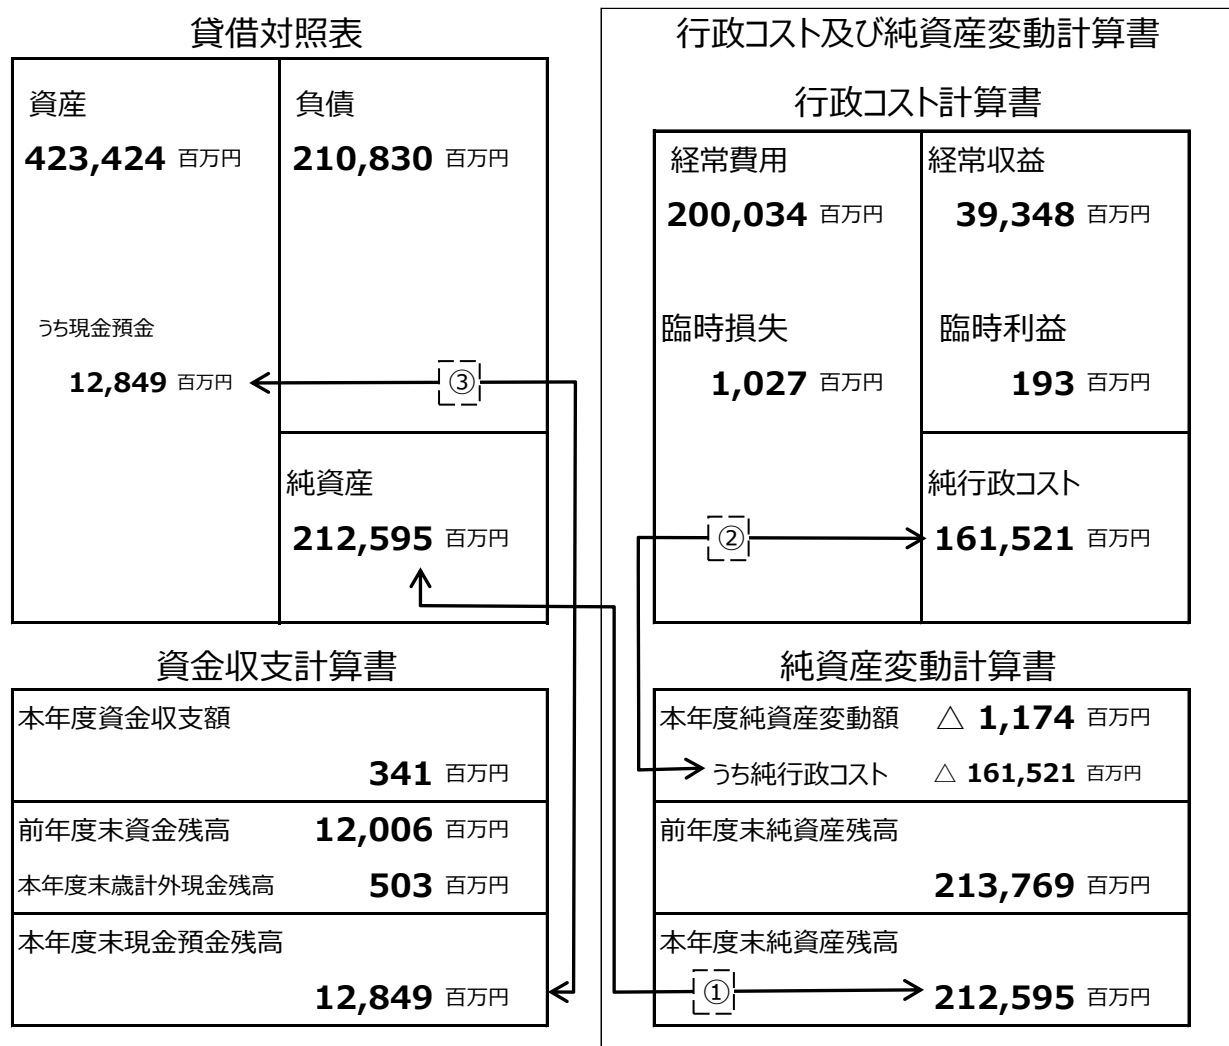 貸借対照表
資産
423,424 百万円
負債
210,830 百万円
うち現金預金
12,849 百万円
③
純資産
212,595 百万円
行政コスト及び純資産変動計算書
行政コスト計算書
経常費用
200,034 百万円
経常収益
39,348 百万円
臨時損失
1,027 百万円
臨時利益
193 百万円
純行政コスト
②
161,521 百万円
資金収支計算書
本年度資金収支額
341 百万円
前年度末資金残高 12,006 百万円
本年度末歳計外現金残高 503 百万円
本年度末現金預金残高
12,849 百万円
純資産変動計算書
本年度純資産変動額 △ 1,174 百万円
うち純行政コスト △ 161,521 百万円
前年度末純資産残高
213,769 百万円
本年度末純資産残高
① 212,595 百万円